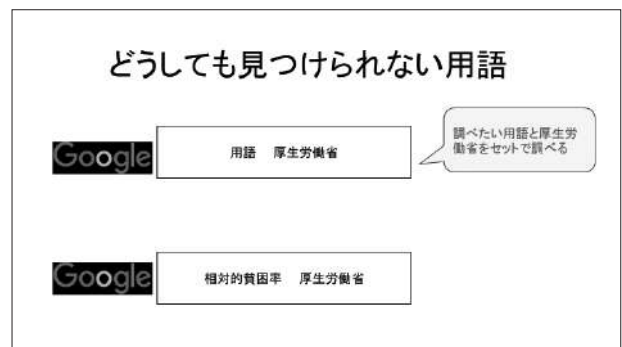 どうしても見つけられない用語
Google
用語 厚生労働省
調べたい用語と厚生労
働省をセットで調べる
Google
相対的貧困率 厚生労働省